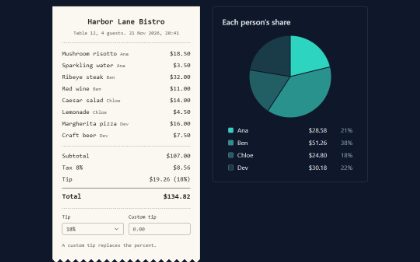 Harbor Lane Bistro
Table 12, 4 guests, 21 Nov 2026, 20:41
Mushroom risotto Ana $18.50
Sparkling water Ana $3.50
Ribeye steak Ben $32.00
Red wine Ben $11.00
Caesar salad Chloe $14.00
Lemonade Chloe $4.50
Margherita pizza Dev $16.00
Craft beer Dev $7.50
Subtotal $107.00
Tax 8% $8.56
Tip $19.26 (18%)
Total $134.82
Tip Custom tip
18% 0.00
A custom tip replaces the percent.
Each person's share
Ana $28.58 21%
Ben $51.26 38%
Chloe $24.80 18%
Dev $30.18 22%